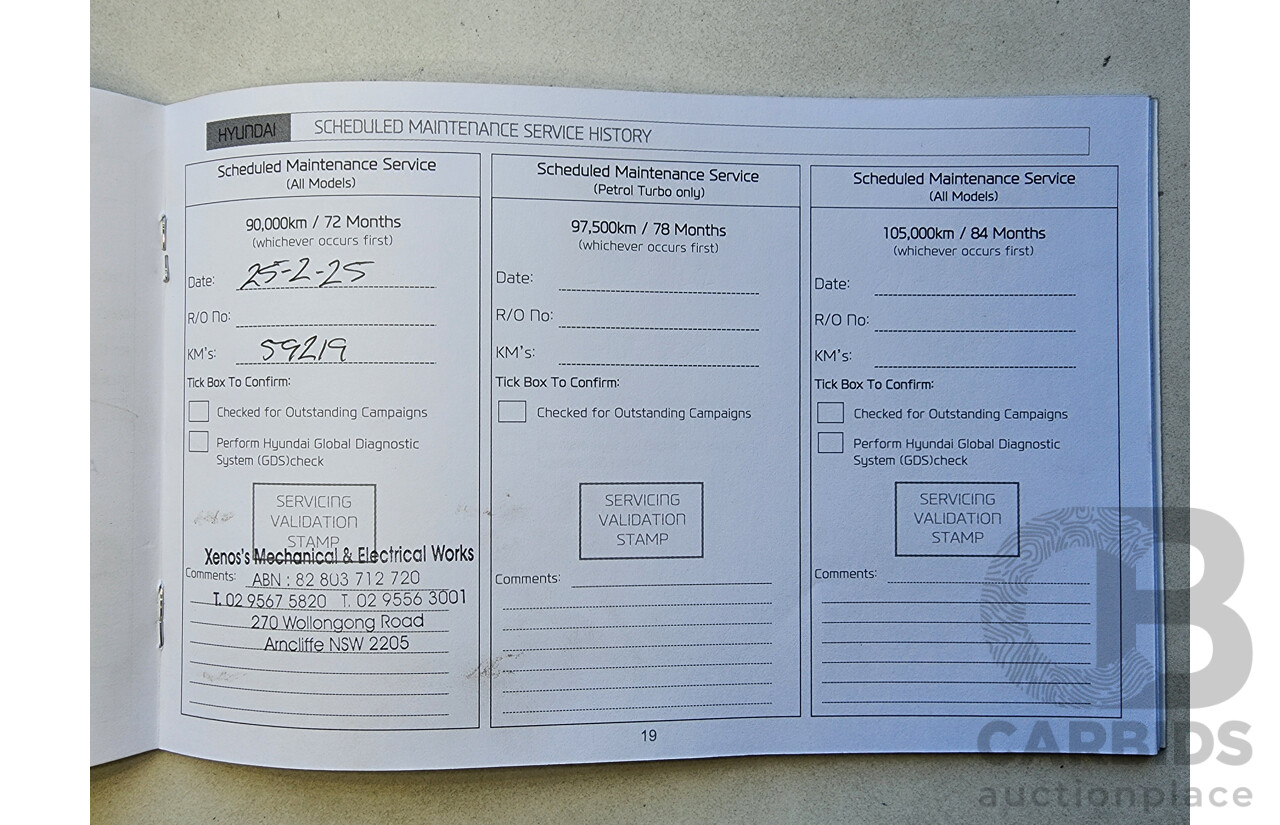 HYUNDAI SCHEDULED MAINTENANCE SERVICE HISTORY
Scheduled Maintenance Service
(All Models)
90,000km / 72 Months
(whichever occurs first)
Date: 25-2-25
R/O No:
KM's: 59219
Tick Box To Confirm:
Checked for Outstanding Campaigns
Perform Hyundai Global Diagnostic
System (GDS)check
SERVICING
VALIDATION
STAMP
Xenos's Mechanical & Electrical Works
Comments: ABN : 82 803 712 720
T. 02 9567 5820 T. 02 9556 3001
270 Wollongong Road
Arncliffe NSW 2205
Scheduled Maintenance Service
(Petrol Turbo only)
97,500km / 78 Months
(whichever occurs first)
Date:
R/O No:
KM's:
Tick Box To Confirm:
Checked for Outstanding Campaigns
SERVICING
VALIDATION
STAMP
Comments:
Scheduled Maintenance Service
(All Models)
105,000km / 84 Months
(whichever occurs first)
Date:
R/O No:
KM's:
Tick Box To Confirm:
Checked for Outstanding Campaigns
Perform Hyundai Global Diagnostic
System (GDS)check
SERVICING
VALIDATION
STAMP
Comments:
19
CB
CARBIDS
auctionplace